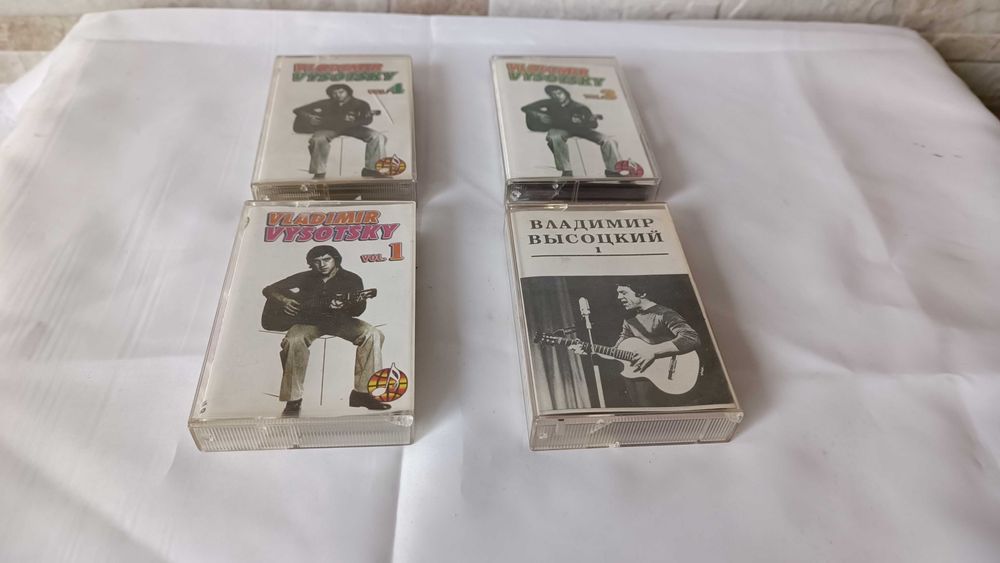 VLADIMIR
VYSOTSKY
VOL. 4
VLADIMIR
VYSOTSKY
VOL. 3
VLADIMIR
VYSOTSKY
VOL. 1
ВЛАДИМИР
ВЫСОЦКИЙ
1